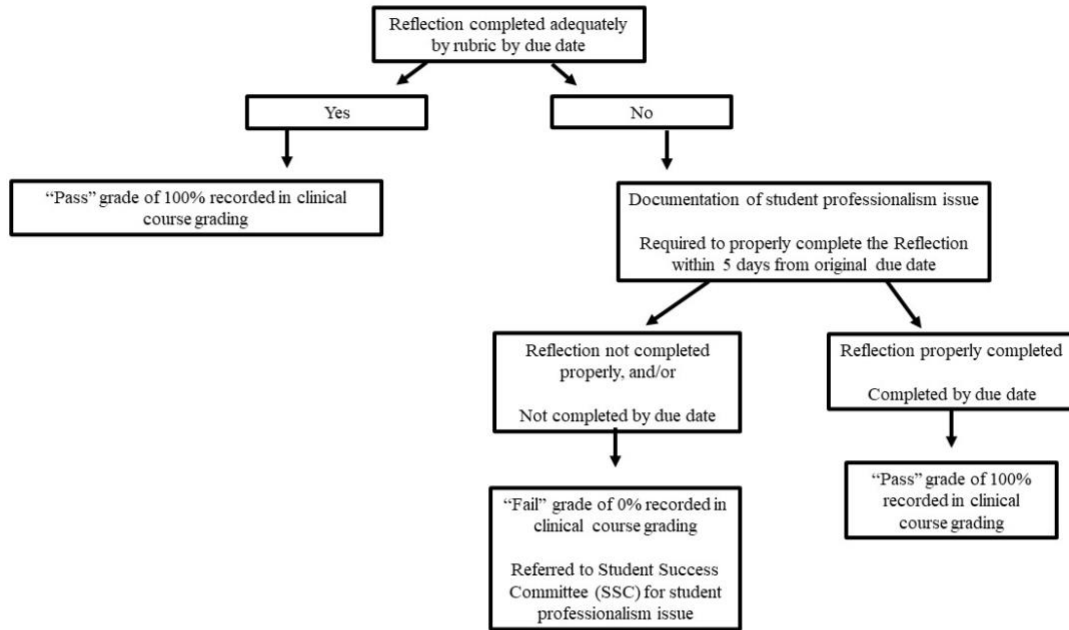 Reflection completed adequately
by rubric by due date
Yes
No
“Pass” grade of 100% recorded in clinical
course grading
Documentation of student professionalism issue
Required to properly complete the Reflection
within 5 days from original due date
Reflection not completed
properly, and/or
Not completed by due date
Reflection properly completed
Completed by due date
“Fail” grade of 0% recorded in
clinical course grading
Referred to Student Success
Committee (SSC) for student
professionalism issue
“Pass” grade of 100%
recorded in clinical
course grading